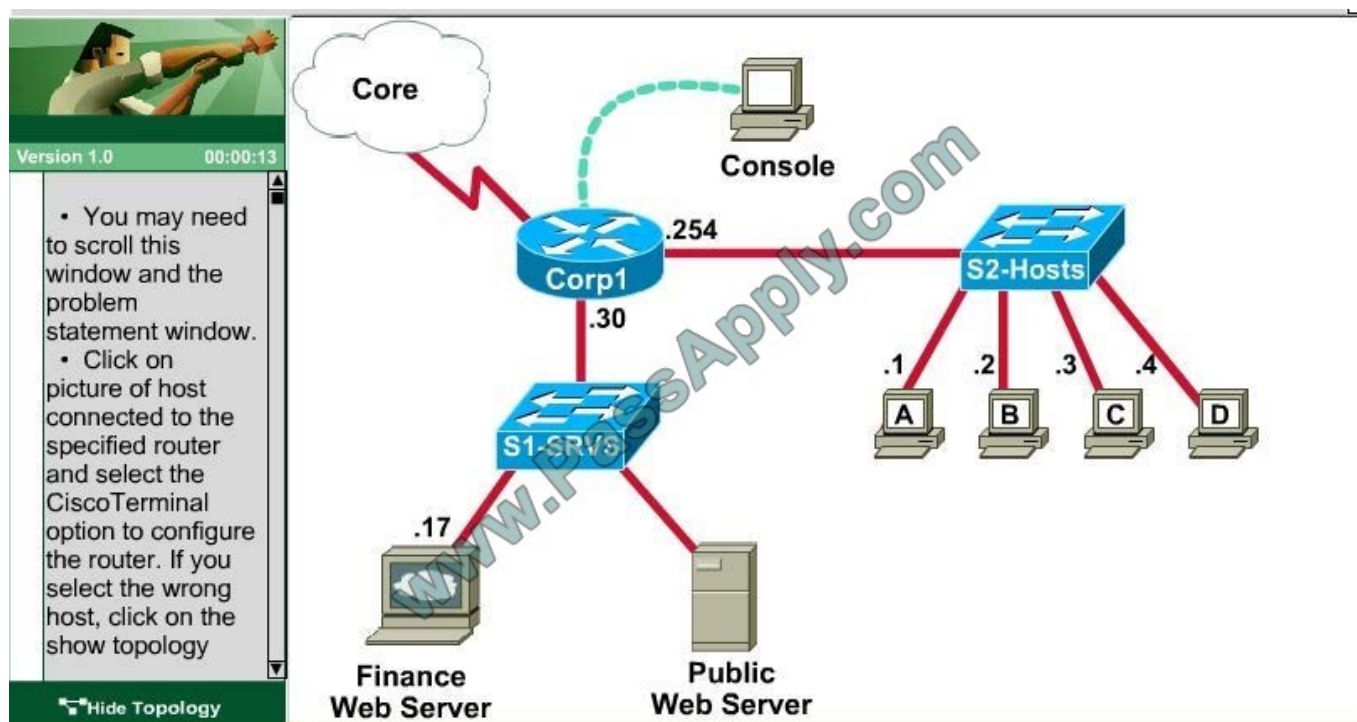 Version 1.0 00:00:13
• You may need
to scroll this
window and the
problem
statement window.
• Click on
picture of host
connected to the
specified router
and select the
CiscoTerminal
option to configure
the router. If you
select the wrong
host, click on the
show topology
Hide Topology
Core
Console
Corp1
.254
S2-Hosts
.30
.1
.2
.3
.4
A
B
C
D
S1-SRVS
.17
Finance
Web Server
Public
Web Server
www.PassApply.com